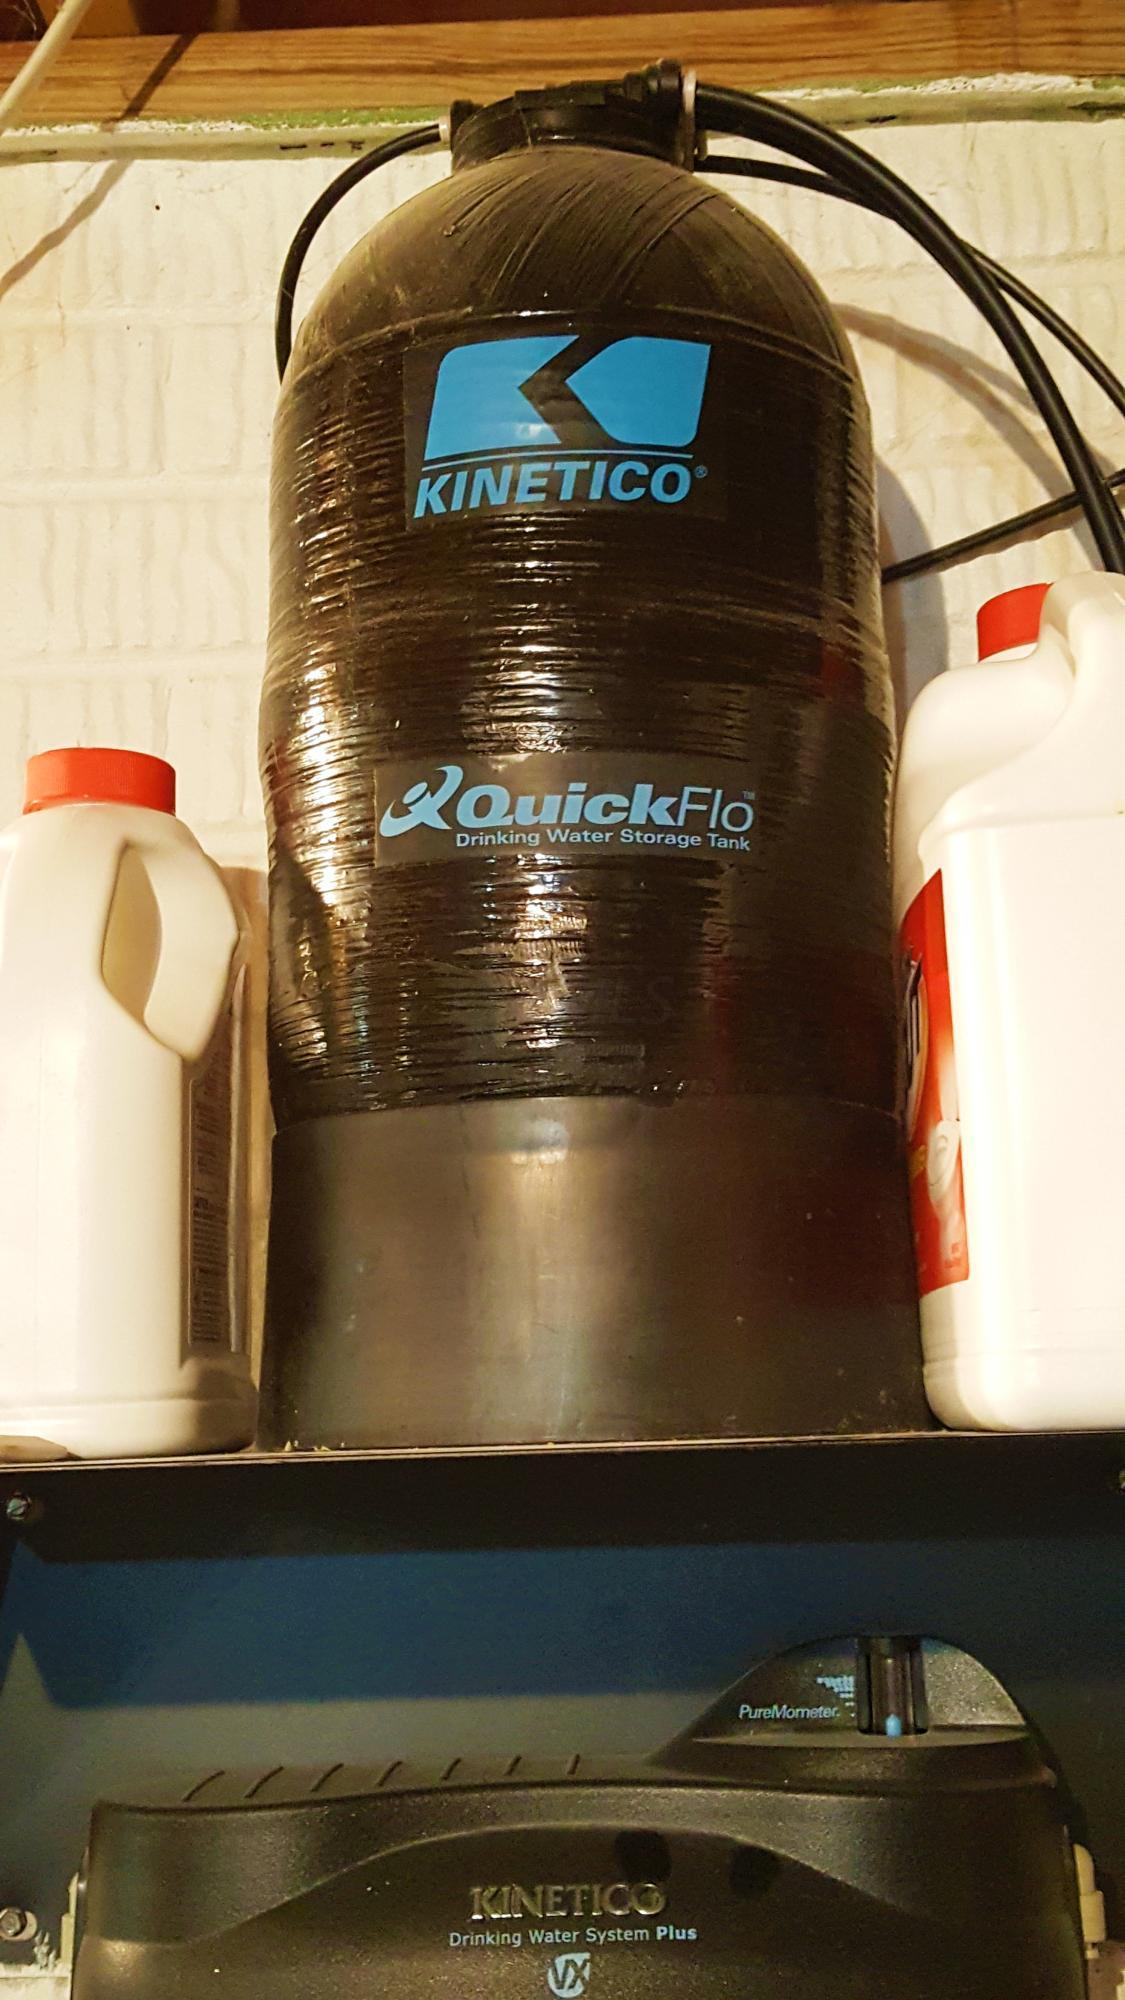 KINETICO®
QuickFlo™
Drinking Water Storage Tank
PureMometer
KINETICO®
Drinking Water System Plus
VX